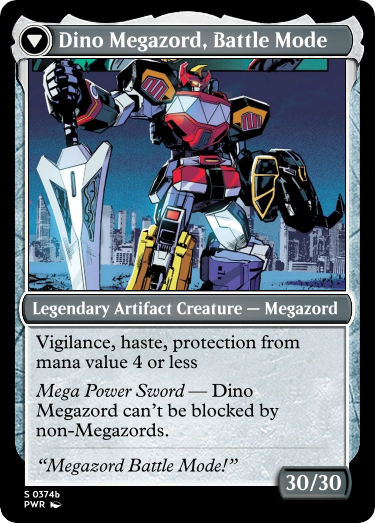 Dino Megazord, Battle Mode
Legendary Artifact Creature — Megazord
Vigilance, haste, protection from
mana value 4 or less
Mega Power Sword — Dino
Megazord can't be blocked by
non-Megazords.
“Megazord Battle Mode!”
30/30
S 0374b
PWR